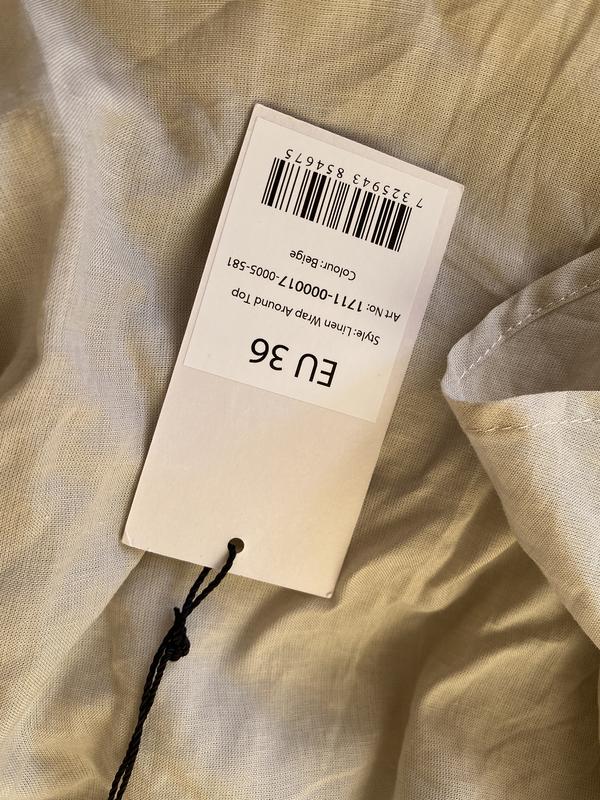 EU 36
Style: Linen Wrap Around Top
Art No: 1711-000017-0005-581
Colour: Beige
7 325943 854675